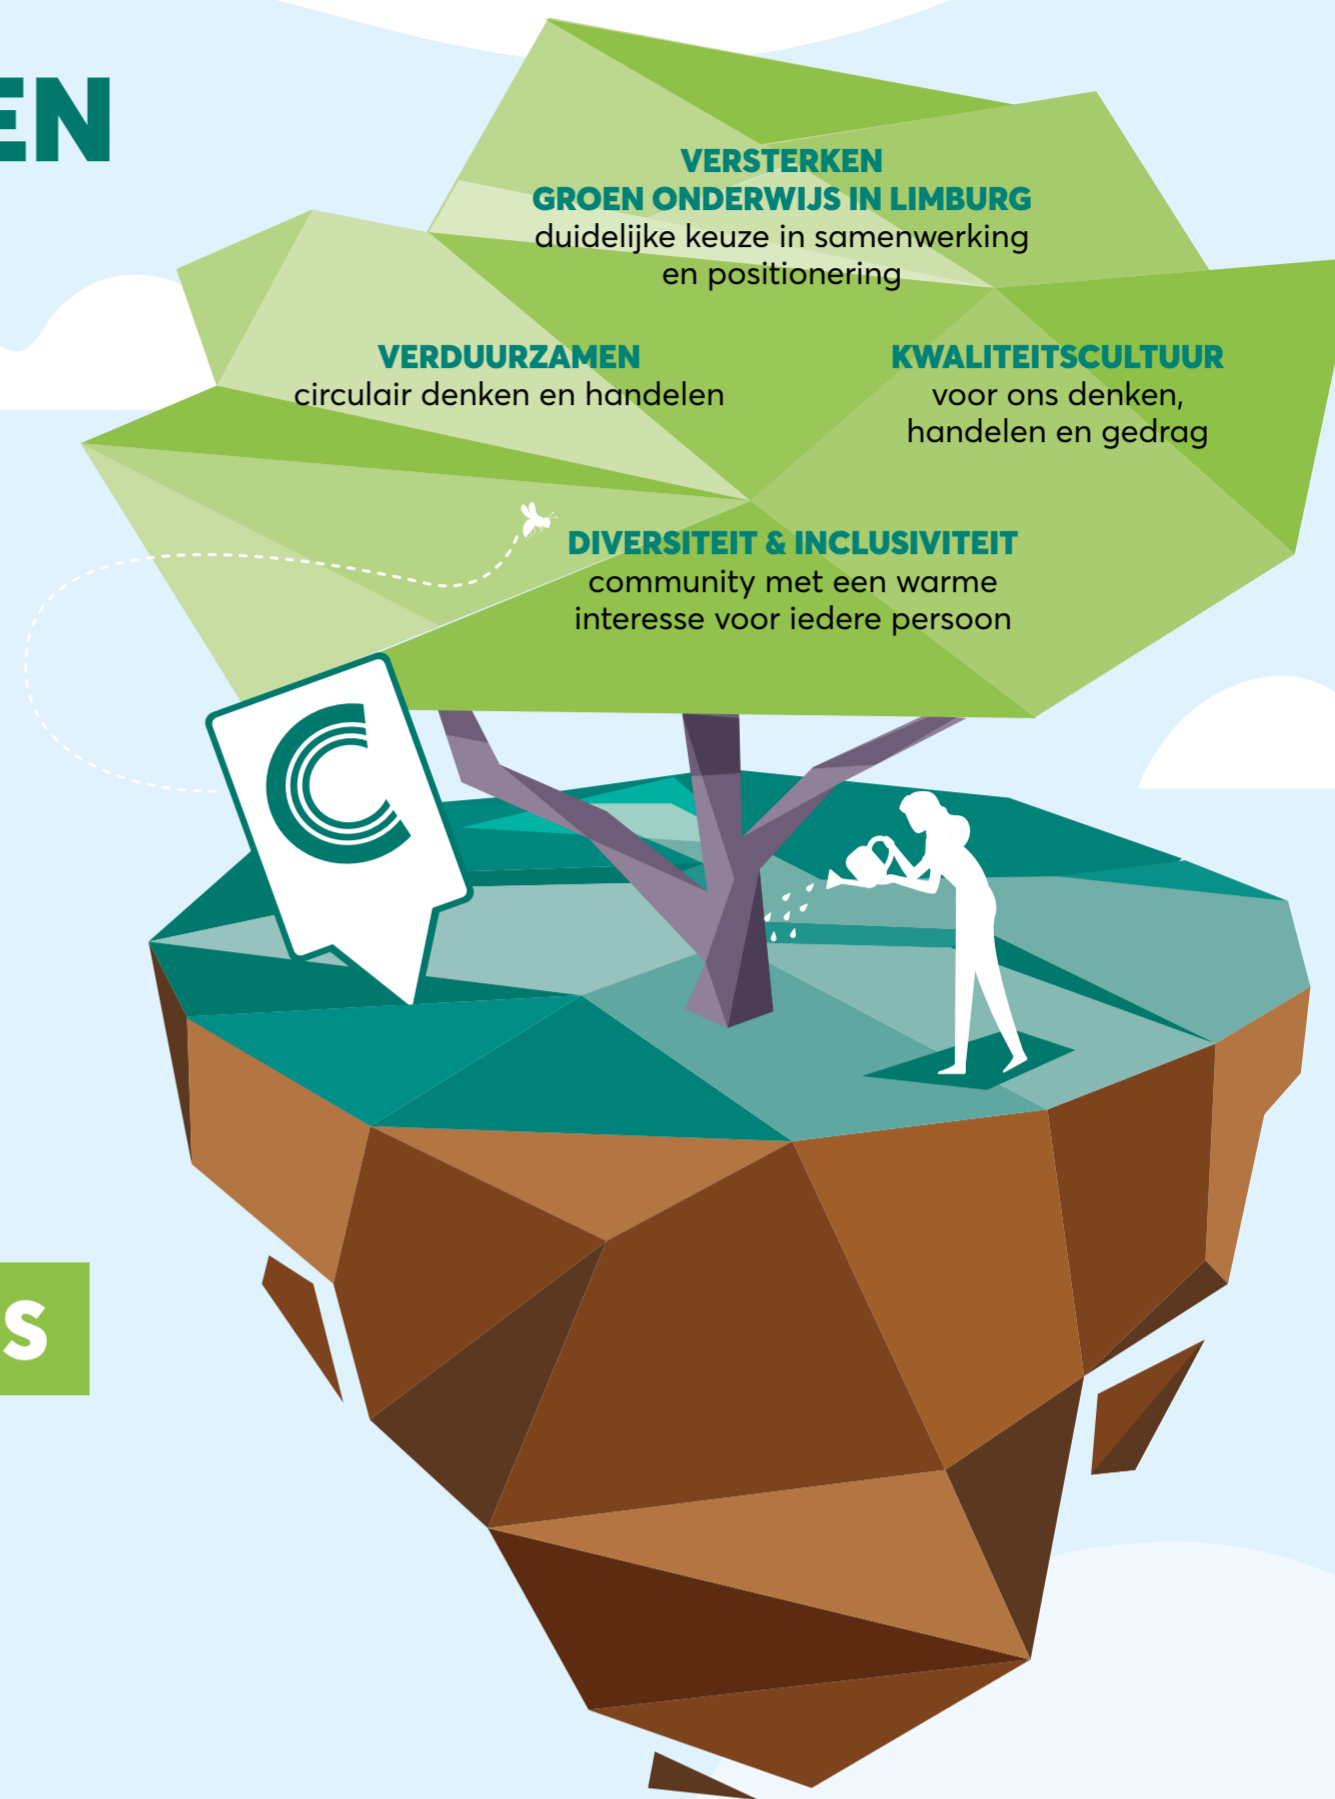 EN
VERSTERKEN
GROEN ONDERWIJS IN LIMBURG
duidelijke keuze in samenwerking
en positionering
VERDUURZAMEN
circulair denken en handelen
KWALITEITSCULTUUR
voor ons denken,
handelen en gedrag
DIVERSITEIT & INCLUSIVITEIT
community met een warme
interesse voor iedere persoon
C
S